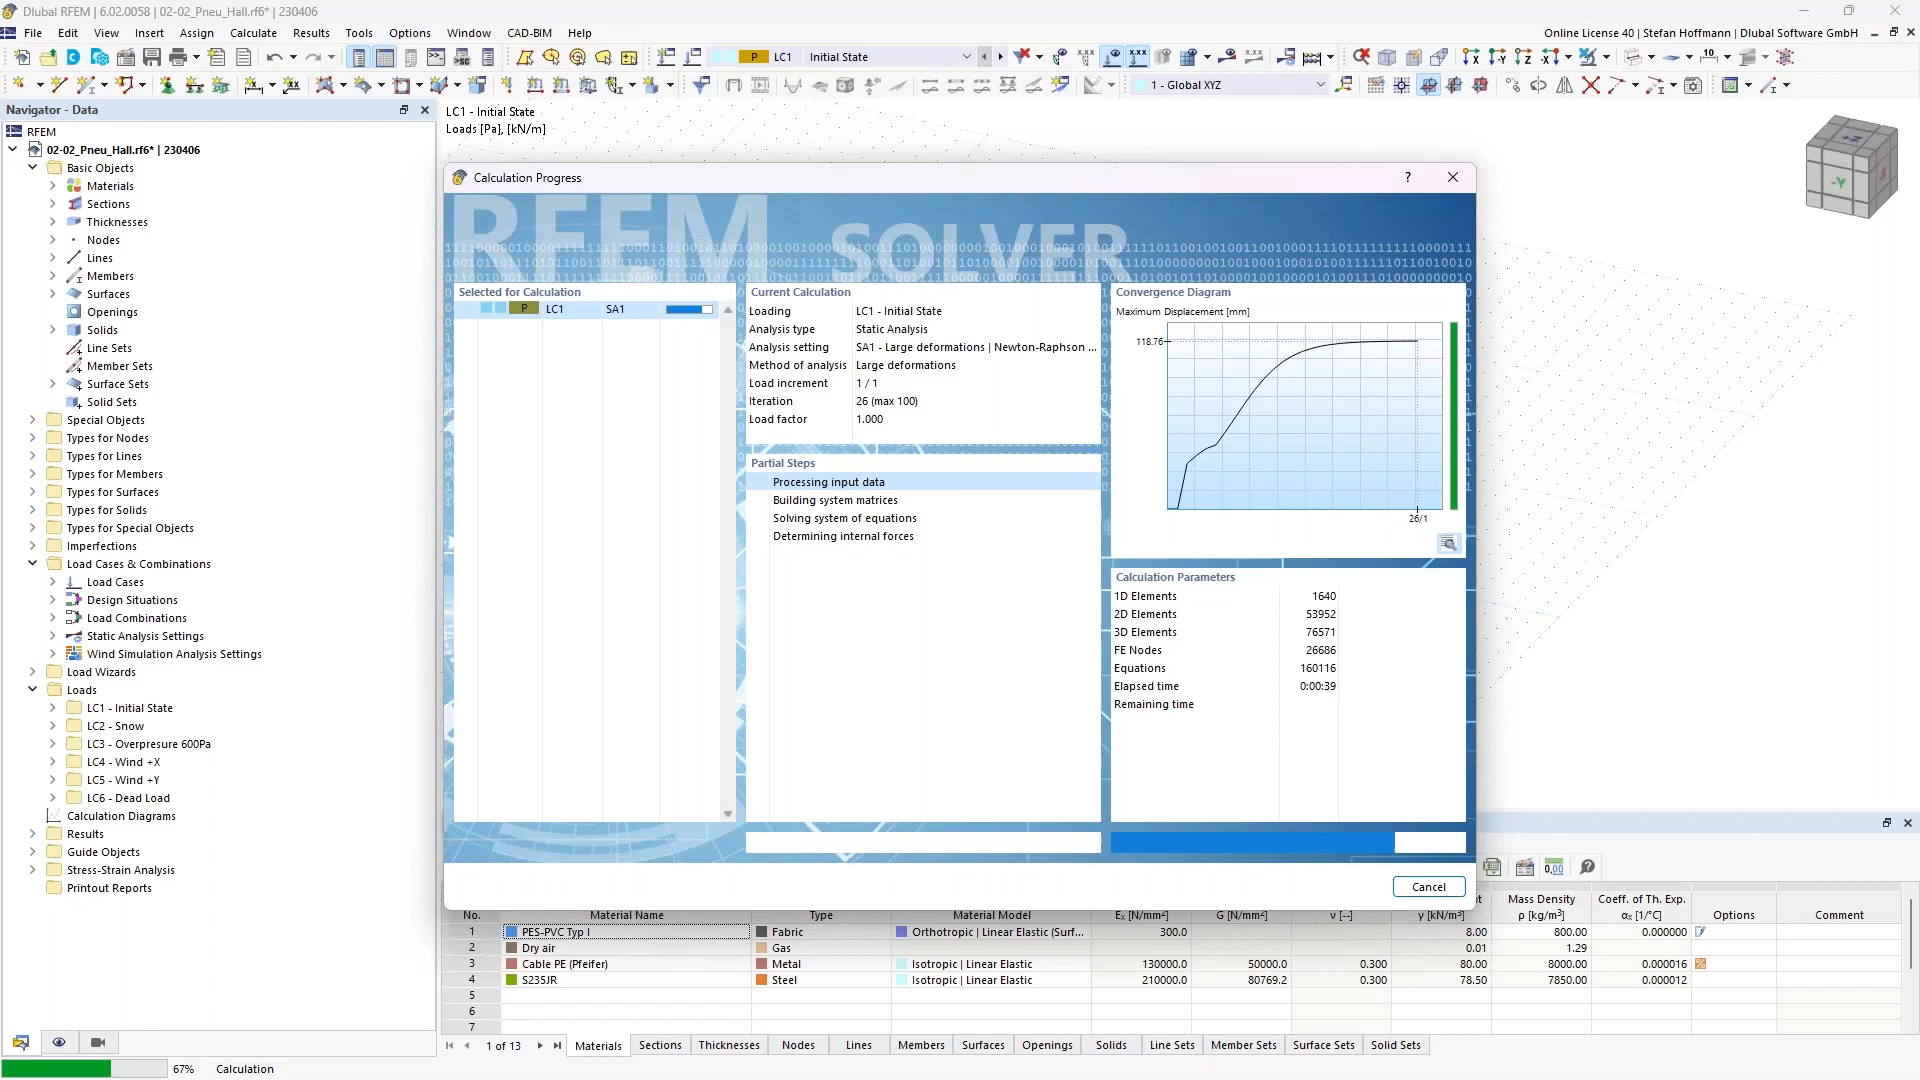 Dlubal RFEM | 6.02.0058 | 02-02_Pneu_Hall.rf6* | 230406
File Edit View Insert Assign Calculate Results Tools Options Window CAD-BIM Help
Online License 40 | Stefan Hoffmann | Dlubal Software GmbH
P LC1 Initial State
1 - Global XYZ
Navigator - Data
LC1 - Initial State
Loads [Pa], [kN/m]
RFEM
02-02_Pneu_Hall.rf6* | 230406
Basic Objects
Materials
Sections
Thicknesses
Nodes
Lines
Members
Surfaces
Openings
Solids
Line Sets
Member Sets
Surface Sets
Solid Sets
Special Objects
Types for Nodes
Types for Lines
Types for Members
Types for Surfaces
Types for Solids
Types for Special Objects
Imperfections
Load Cases & Combinations
Load Cases
Design Situations
Load Combinations
Static Analysis Settings
Wind Simulation Analysis Settings
Load Wizards
Loads
LC1 - Initial State
LC2 - Snow
LC3 - Overpresure 600Pa
LC4 - Wind +X
LC5 - Wind +Y
LC6 - Dead Load
Calculation Diagrams
Results
Guide Objects
Stress-Strain Analysis
Printout Reports
67% Calculation
+Z
-Y
Calculation Progress
RFEM SOLVER
Selected for Calculation
P LC1 SA1
Current Calculation
Loading LC1 - Initial State
Analysis type Static Analysis
Analysis setting SA1 - Large deformations | Newton-Raphson ...
Method of analysis Large deformations
Load increment 1 / 1
Iteration 26 (max 100)
Load factor 1.000
Partial Steps
Processing input data
Building system matrices
Solving system of equations
Determining internal forces
Convergence Diagram
Maximum Displacement [mm]
118.76
26/1
Calculation Parameters
1D Elements 1640
2D Elements 53952
3D Elements 76571
FE Nodes 26686
Equations 160116
Elapsed time 0:00:39
Remaining time
Cancel
Mass Density Coeff. of Th. Exp.
No. Material Name Type Material Model Eₓ [N/mm²] G [N/mm²] ν [--] γ [kN/m³] ρ [kg/m³] αₓ [1/°C] Options Comment
1 PES-PVC Typ I Fabric Orthotropic | Linear Elastic (Surf... 300.0 8.00 800.00 0.000000
2 Dry air Gas 0.01 1.29
3 Cable PE (Pfeifer) Metal Isotropic | Linear Elastic 130000.0 50000.0 0.300 80.00 8000.00 0.000016
4 S235JR Steel Isotropic | Linear Elastic 210000.0 80769.2 0.300 78.50 7850.00 0.000012
5
6
7
1 of 13 Materials Sections Thicknesses Nodes Lines Members Surfaces Openings Solids Line Sets Member Sets Surface Sets Solid Sets